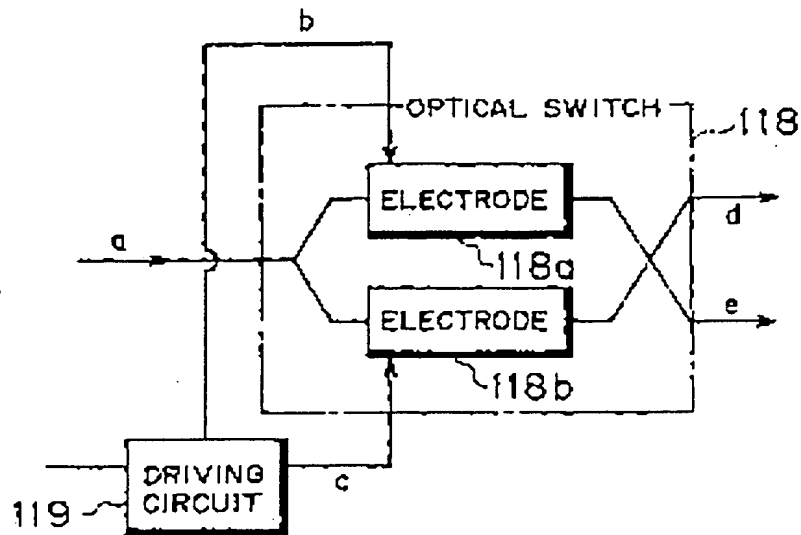 b
OPTICAL SWITCH
118
ELECTRODE
d
a
118a
ELECTRODE
e
118b
DRIVING
CIRCUIT
c
119